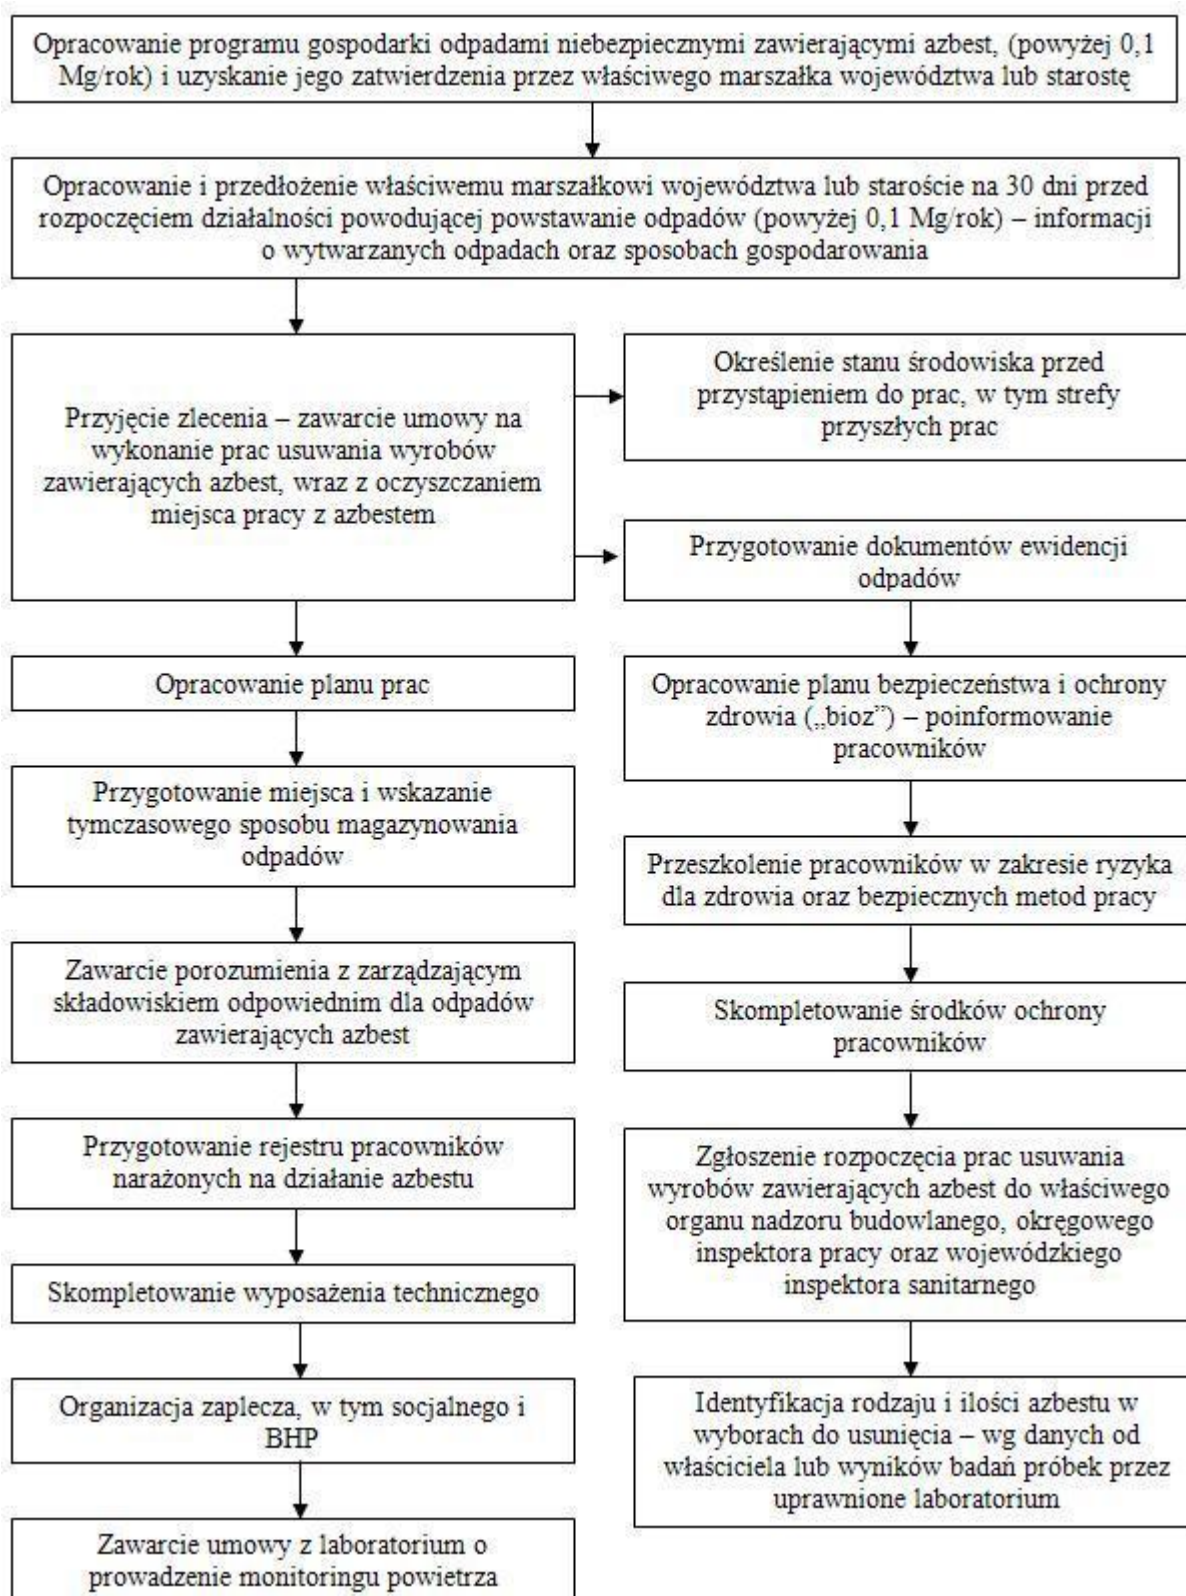 Opracowanie programu gospodarki odpadami niebezpiecznymi zawierającymi azbest, (powyżej 0,1
Mg/rok) i uzyskanie jego zatwierdzenia przez właściwego marszałka województwa lub starostę
Opracowanie i przedłożenie właściwemu marszałkowi województwa lub staroście na 30 dni przed
rozpoczęciem działalności powodującej powstawanie odpadów (powyżej 0,1 Mg/rok) – informacji
o wytwarzanych odpadach oraz sposobach gospodarowania
Przyjęcie zlecenia – zawarcie umowy na
wykonanie prac usuwania wyrobów
zawierających azbest, wraz z oczyszczaniem
miejsca pracy z azbestem
Określenie stanu środowiska przed
przystąpieniem do prac, w tym strefy
przyszłych prac
Przygotowanie dokumentów ewidencji
odpadów
Opracowanie planu prac
Przygotowanie miejsca i wskazanie
tymczasowego sposobu magazynowania
odpadów
Zawarcie porozumienia z zarządzającym
składowiskiem odpowiednim dla odpadów
zawierających azbest
Przygotowanie rejestru pracowników
narażonych na działanie azbestu
Skompletowanie wyposażenia technicznego
Organizacja zaplecza, w tym socjalnego i
BHP
Zawarcie umowy z laboratorium o
prowadzenie monitoringu powietrza
Opracowanie planu bezpieczeństwa i ochrony
zdrowia („bioz”) – poinformowanie
pracowników
Przeszkolenie pracowników w zakresie ryzyka
dla zdrowia oraz bezpiecznych metod pracy
Skompletowanie środków ochrony
pracowników
Zgłoszenie rozpoczęcia prac usuwania
wyrobów zawierających azbest do właściwego
organu nadzoru budowlanego, okręgowego
inspektora pracy oraz wojewódzkiego
inspektora sanitarnego
Identyfikacja rodzaju i ilości azbestu w
wyborach do usunięcia – wg danych od
właściciela lub wyników badań próbek przez
uprawnione laboratorium